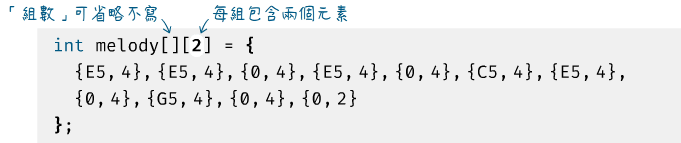 「組數」可省略不寫 每組包含兩個元素
int melody[][2] = {
{E5, 4}, {E5, 4}, {0, 4}, {E5, 4}, {0, 4}, {C5, 4}, {E5, 4},
{0, 4}, {G5, 4}, {0, 4}, {0, 2}
};